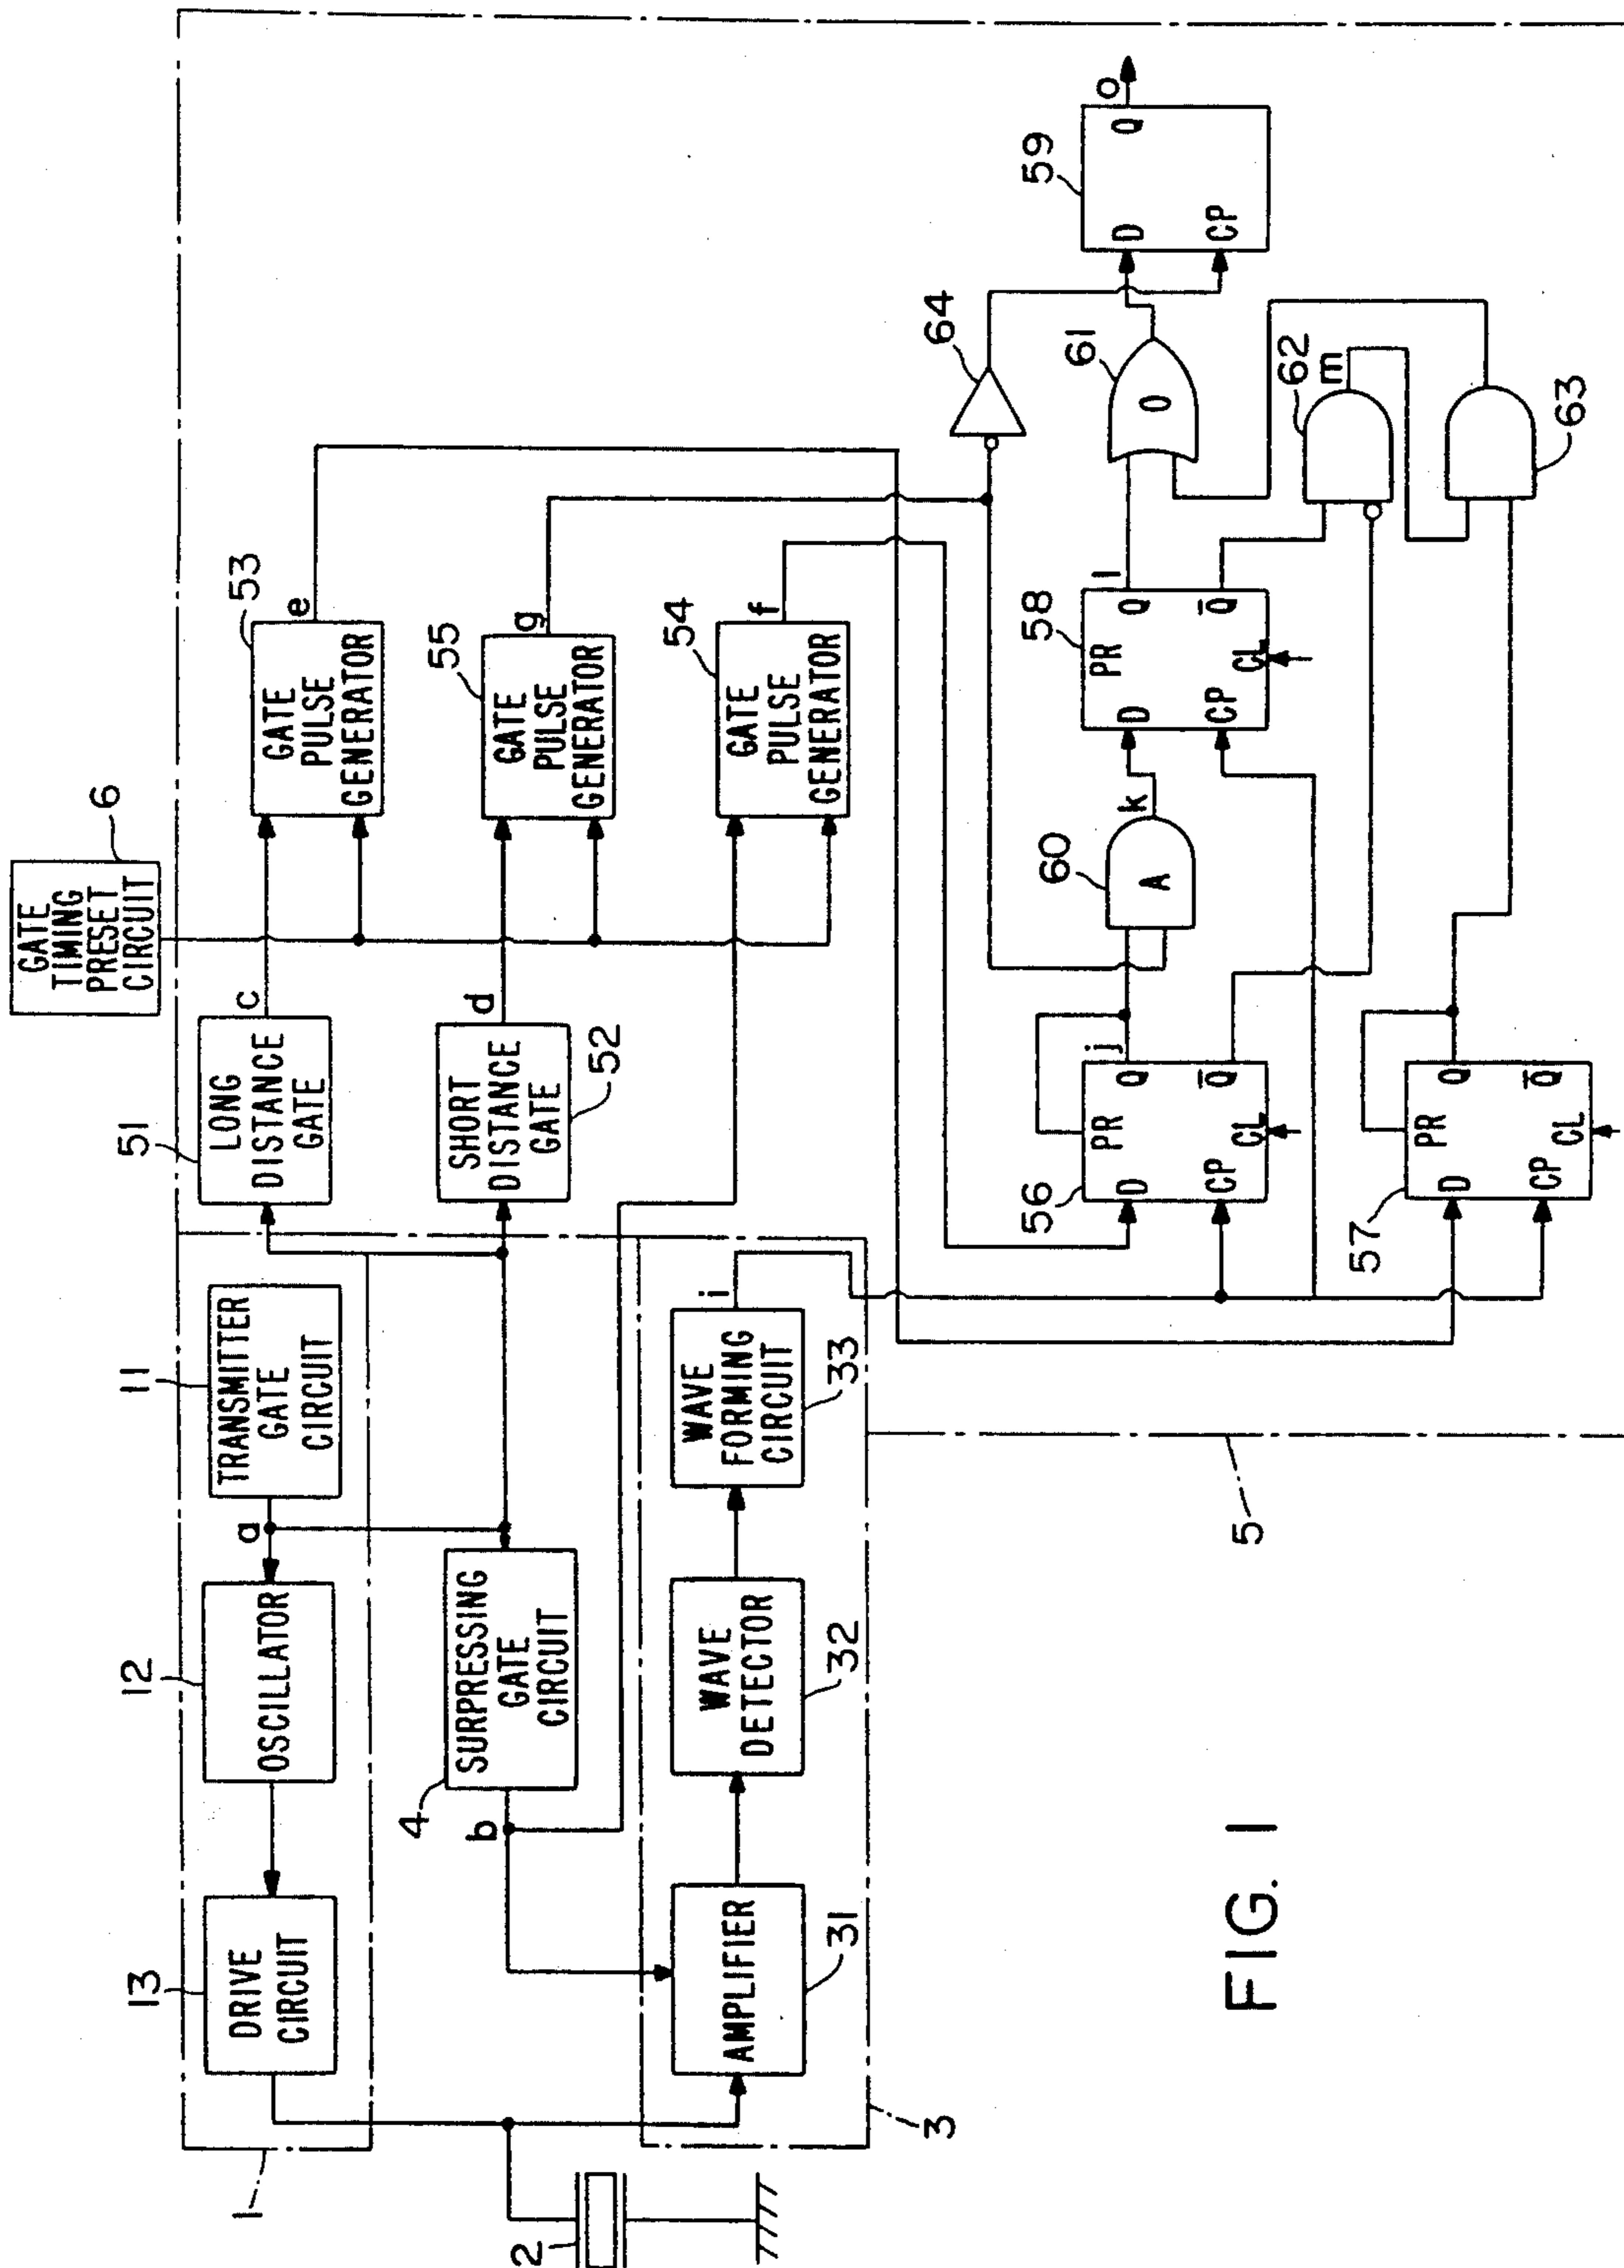 1
13
DRIVE
CIRCUIT
12
OSCILLATOR
a
11
TRANSMITTER
GATE
CIRCUIT
51
LONG
DISTANCE
GATE
c
GATE
TIMING
PRESET
CIRCUIT
6
53
GATE
PULSE
GENERATOR
e
2
4
b
SURPRESSING
GATE
CIRCUIT
SHORT
DISTANCE
GATE
52
d
55
GATE
PULSE
GENERATOR
g
3
AMPLIFIER
31
WAVE
DETECTOR
32
WAVE
FORMING
CIRCUIT
33
i
54
GATE
PULSE
GENERATOR
f
64
56
D
PR
Q
CP
CL
Q̅
j
60
A
k
58
D
PR
Q
CP
CL
Q̅
l
61
O
59
D
Q
CP
o
62
m
57
D
PR
Q
CP
CL
Q̅
63
5
FIG. 1